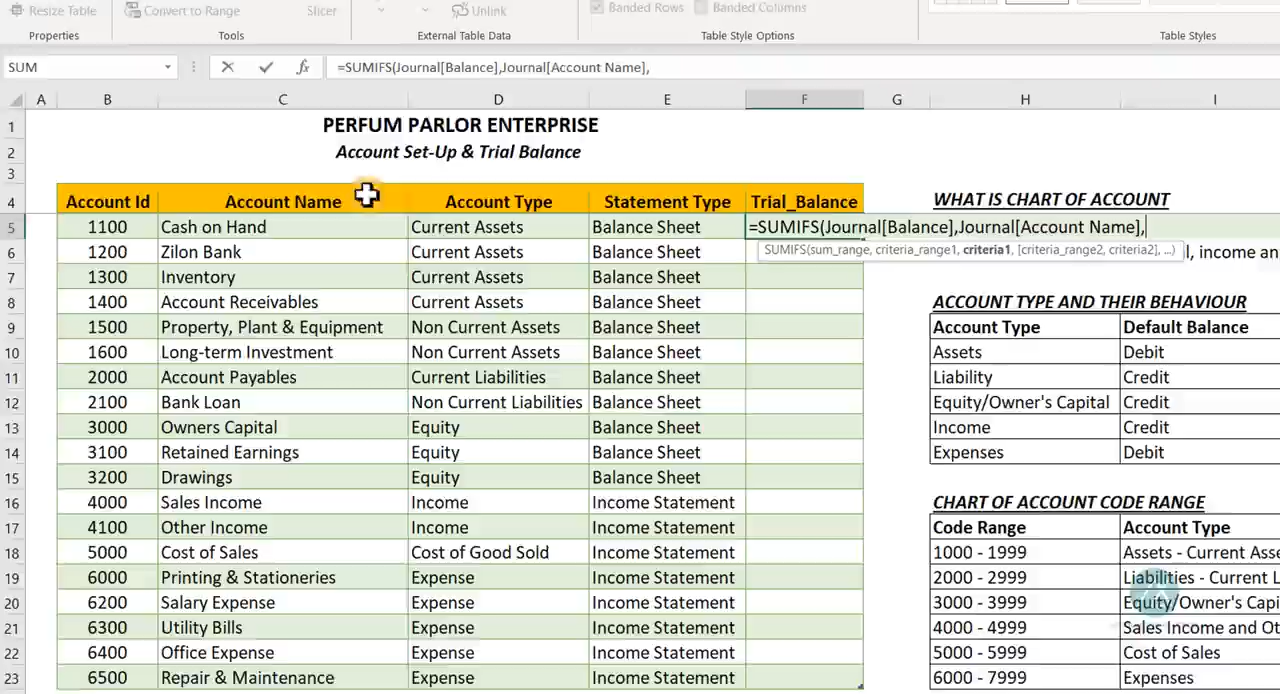 Resize Table Convert to Range Slicer Unlink Banded Rows Banded Columns
Properties Tools External Table Data Table Style Options Table Styles
SUM fx =SUMIFS(Journal[Balance],Journal[Account Name],
A B C D E F G H I
1 PERFUM PARLOR ENTERPRISE
2 Account Set-Up & Trial Balance
3
4 Account Id Account Name Account Type Statement Type Trial_Balance WHAT IS CHART OF ACCOUNT
5 1100 Cash on Hand Current Assets Balance Sheet =SUMIFS(Journal[Balance],Journal[Account Name],
6 1200 Zilon Bank Current Assets Balance Sheet SUMIFS(sum_range, criteria_range1, criteria1, [criteria_range2, criteria2], ...) l, income an
7 1300 Inventory Current Assets Balance Sheet
8 1400 Account Receivables Current Assets Balance Sheet ACCOUNT TYPE AND THEIR BEHAVIOUR
9 1500 Property, Plant & Equipment Non Current Assets Balance Sheet Account Type Default Balance
10 1600 Long-term Investment Non Current Assets Balance Sheet Assets Debit
11 2000 Account Payables Current Liabilities Balance Sheet Liability Credit
12 2100 Bank Loan Non Current Liabilities Balance Sheet Equity/Owner's Capital Credit
13 3000 Owners Capital Equity Balance Sheet Income Credit
14 3100 Retained Earnings Equity Balance Sheet Expenses Debit
15 3200 Drawings Equity Balance Sheet
16 4000 Sales Income Income Income Statement CHART OF ACCOUNT CODE RANGE
17 4100 Other Income Income Income Statement Code Range Account Type
18 5000 Cost of Sales Cost of Good Sold Income Statement 1000 - 1999 Assets - Current Asse
19 6000 Printing & Stationeries Expense Income Statement 2000 - 2999 Liabilities - Current L
20 6200 Salary Expense Expense Income Statement 3000 - 3999 Equity/Owner's Capi
21 6300 Utility Bills Expense Income Statement 4000 - 4999 Sales Income and Ot
22 6400 Office Expense Expense Income Statement 5000 - 5999 Cost of Sales
23 6500 Repair & Maintenance Expense Income Statement 6000 - 7999 Expenses